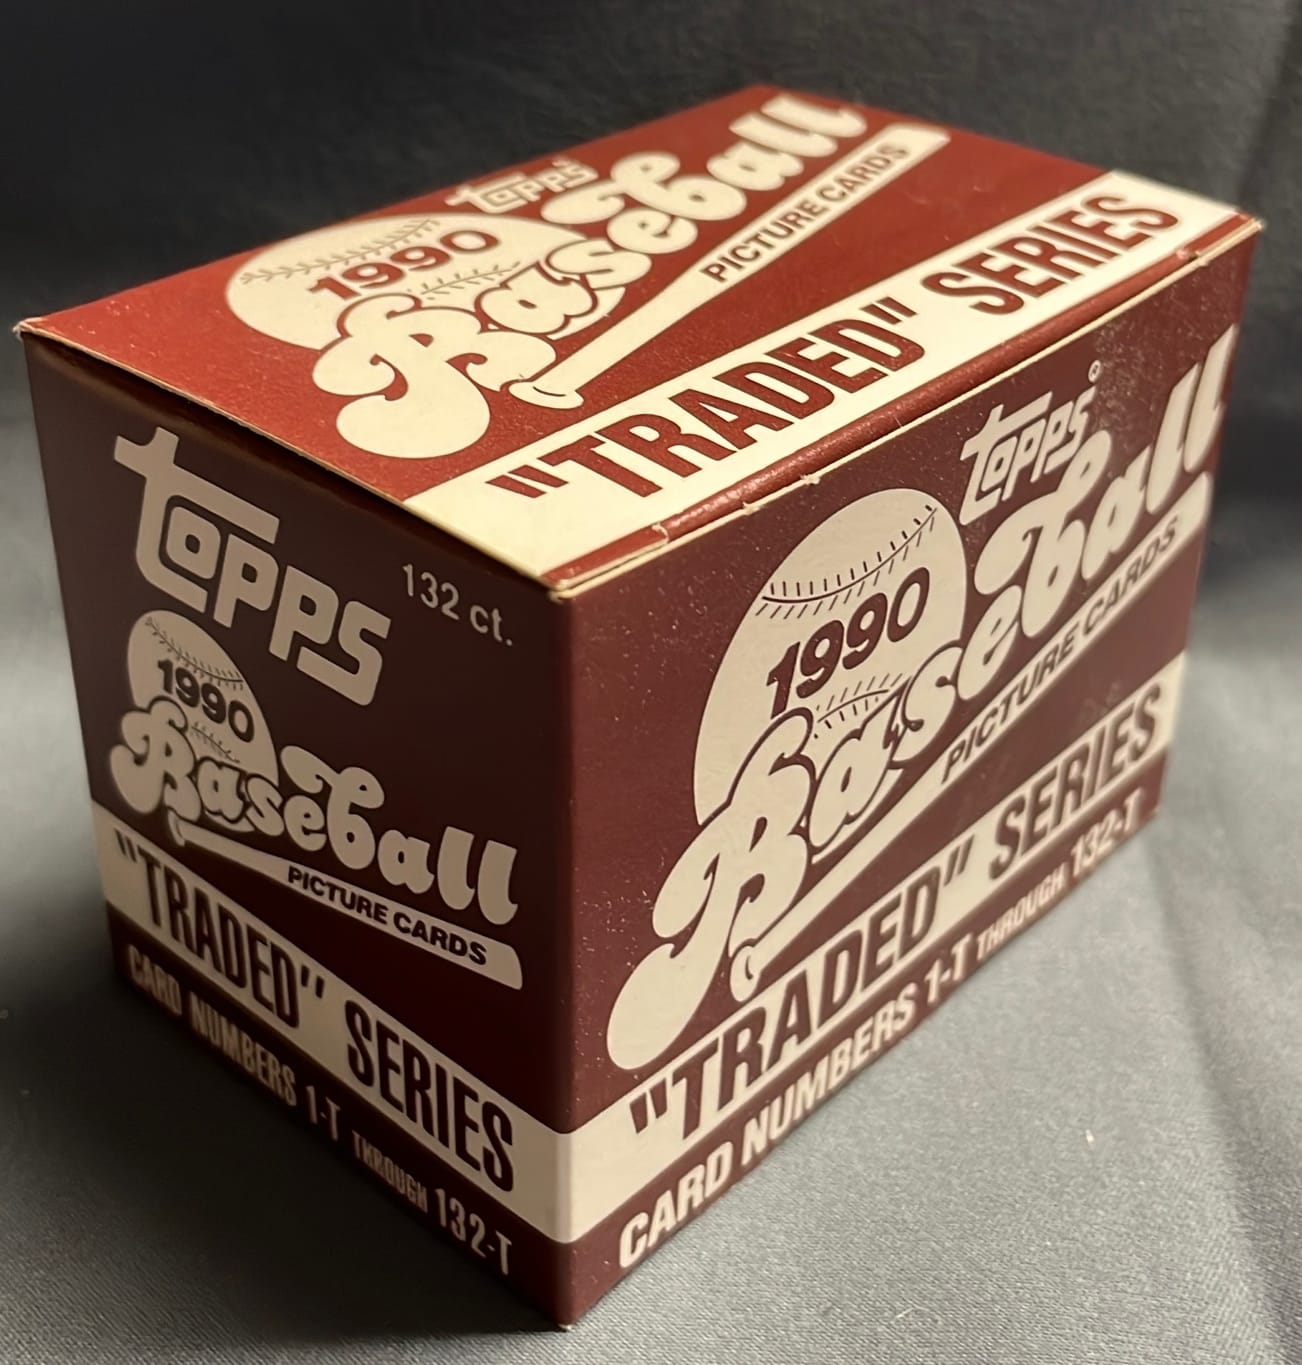 Topps
1990
Baseball
PICTURE CARDS
"TRADED" SERIES
Topps
132 ct.
1990
Baseball
PICTURE CARDS
"TRADED" SERIES
CARD NUMBERS 1-T THROUGH 132-T
Topps®
1990
Baseball
PICTURE CARDS
"TRADED" SERIES
CARD NUMBERS 1-T THROUGH 132-T